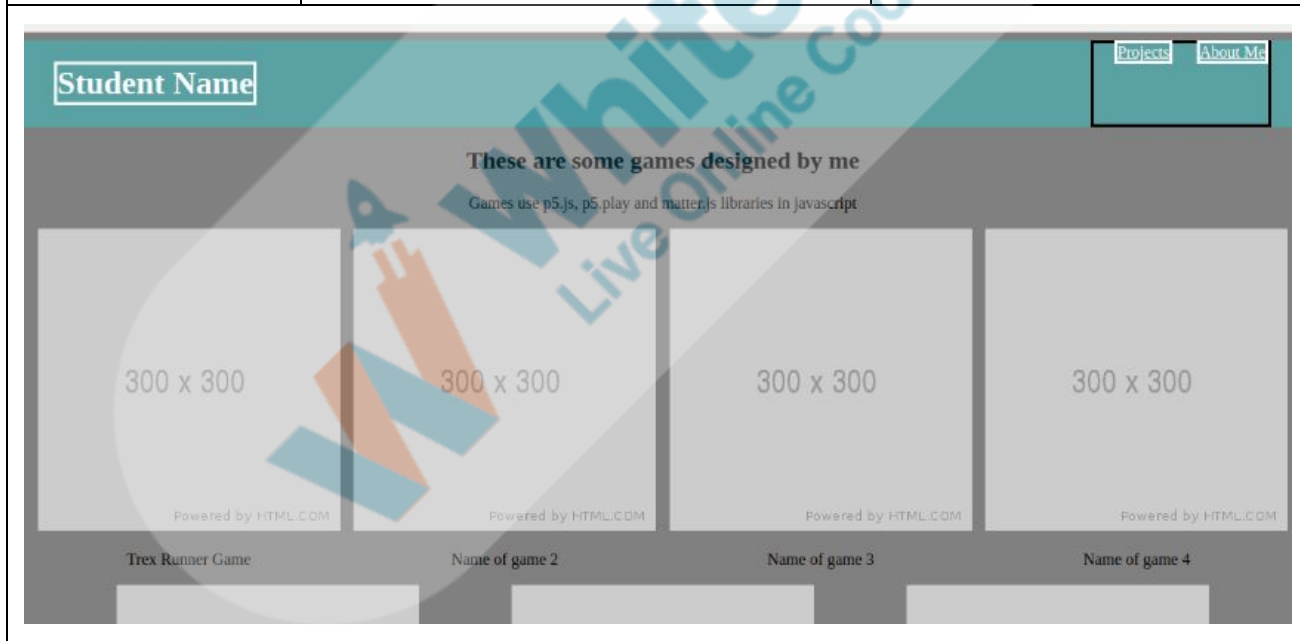 Student Name
Projects About Me
These are some games designed by me
Games use p5.js, p5.play and matter.js libraries in javascript
300 x 300 300 x 300 300 x 300 300 x 300
Powered by HTML.COM Powered by HTML.COM Powered by HTML.COM Powered by HTML.COM
Trex Runner Game Name of game 2 Name of game 3 Name of game 4
White
Live Online